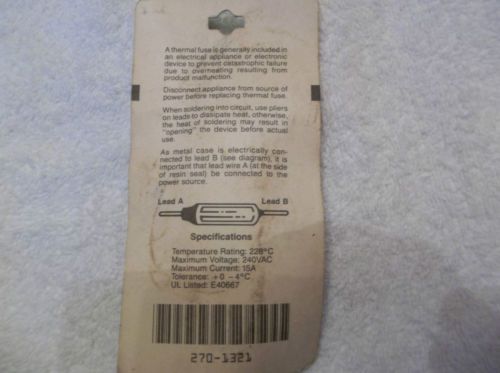 A thermal fuse is generally included in
an electrical appliance or electronic
device to prevent catastrophic failure
due to overheating resulting from
product malfunction.
Disconnect appliance from source of
power before replacing thermal fuse.
When soldering into circuit, use pliers
on leads to dissipate heat, otherwise,
the heat of soldering may result in
"opening" the device before actual
use.
As metal case is electrically con-
nected to lead B (see diagram), it is
important that lead wire A (at the side
of resin seal) be connected to the
power source.
Lead A Lead B
Specifications
Temperature Rating: 228°C
Maximum Voltage: 240VAC
Maximum Current: 15A
Tolerance: +0 -4°C
UL Listed: E40667
270-1321